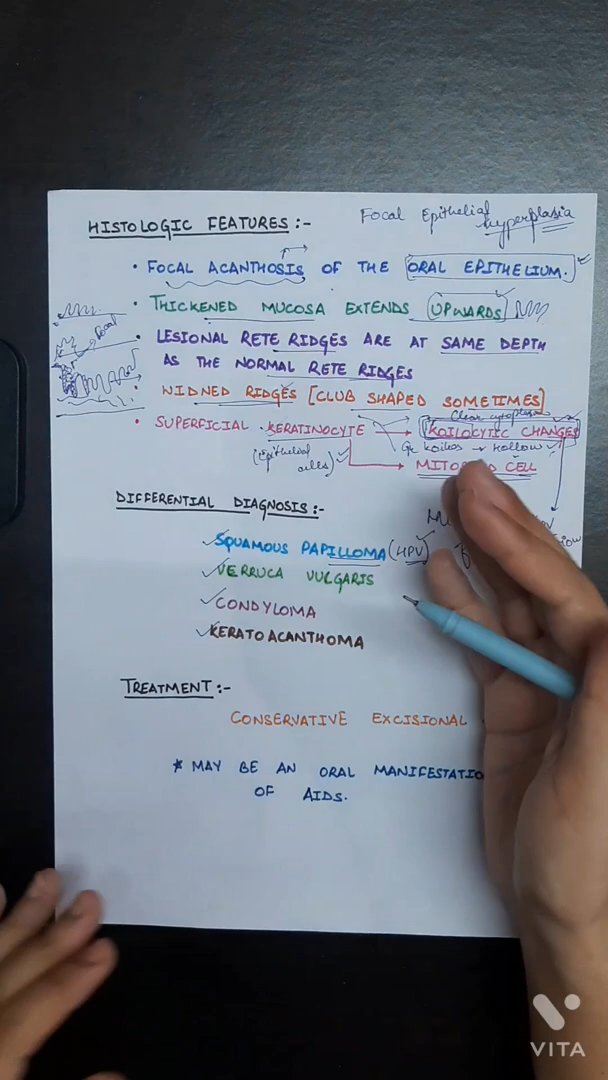 Focal Epithelial
hyperplasia
HISTOLOGIC FEATURES :-
• FOCAL ACANTHOSIS OF THE ORAL EPITHELIUM.
• THICKENED MUCOSA EXTENDS UPWARDS
• LESIONAL RETE RIDGES ARE AT SAME DEPTH
AS THE NORMAL RETE RIDGES
Focal
• WIDNED RIDGES [CLUB SHAPED SOMETIMES]
Clear cytoplasm
• SUPERFICIAL KERATINOCYTE → KOILOCYTIC CHANGES
Gr koilos → Hollow
(Epithelial
cells)
→ MITOSOID CELL
DIFFERENTIAL DIAGNOSIS :-
SQUAMOUS PAPILLOMA (HPV)
VERRUCA VULGARIS
CONDYLOMA
KERATOACANTHOMA
TREATMENT :-
CONSERVATIVE EXCISIONAL
* MAY BE AN ORAL MANIFESTATIO
OF AIDS.
VITA